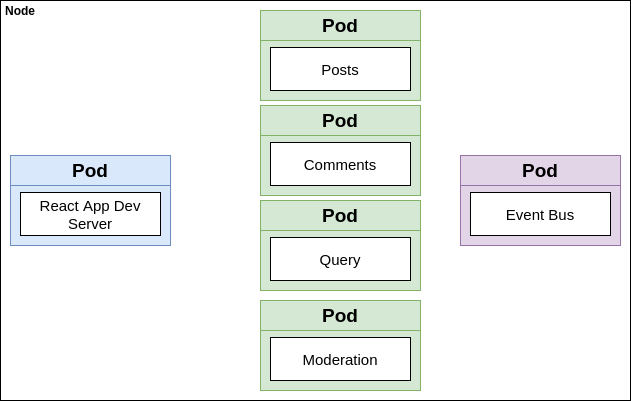 Node
Pod
Posts
Pod
Comments
Pod
React App Dev
Server
Pod
Event Bus
Pod
Query
Pod
Moderation